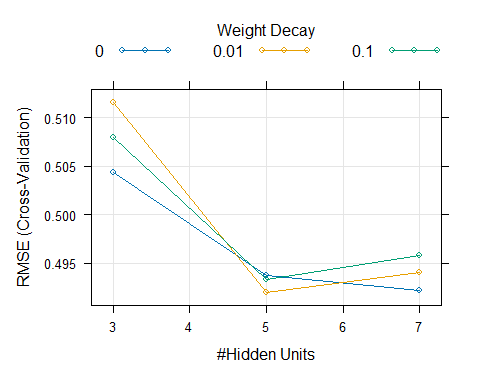 Weight Decay
0 0.01 0.1
RMSE (Cross-Validation)
0.510
0.505
0.500
0.495
3 4 5 6 7
#Hidden Units